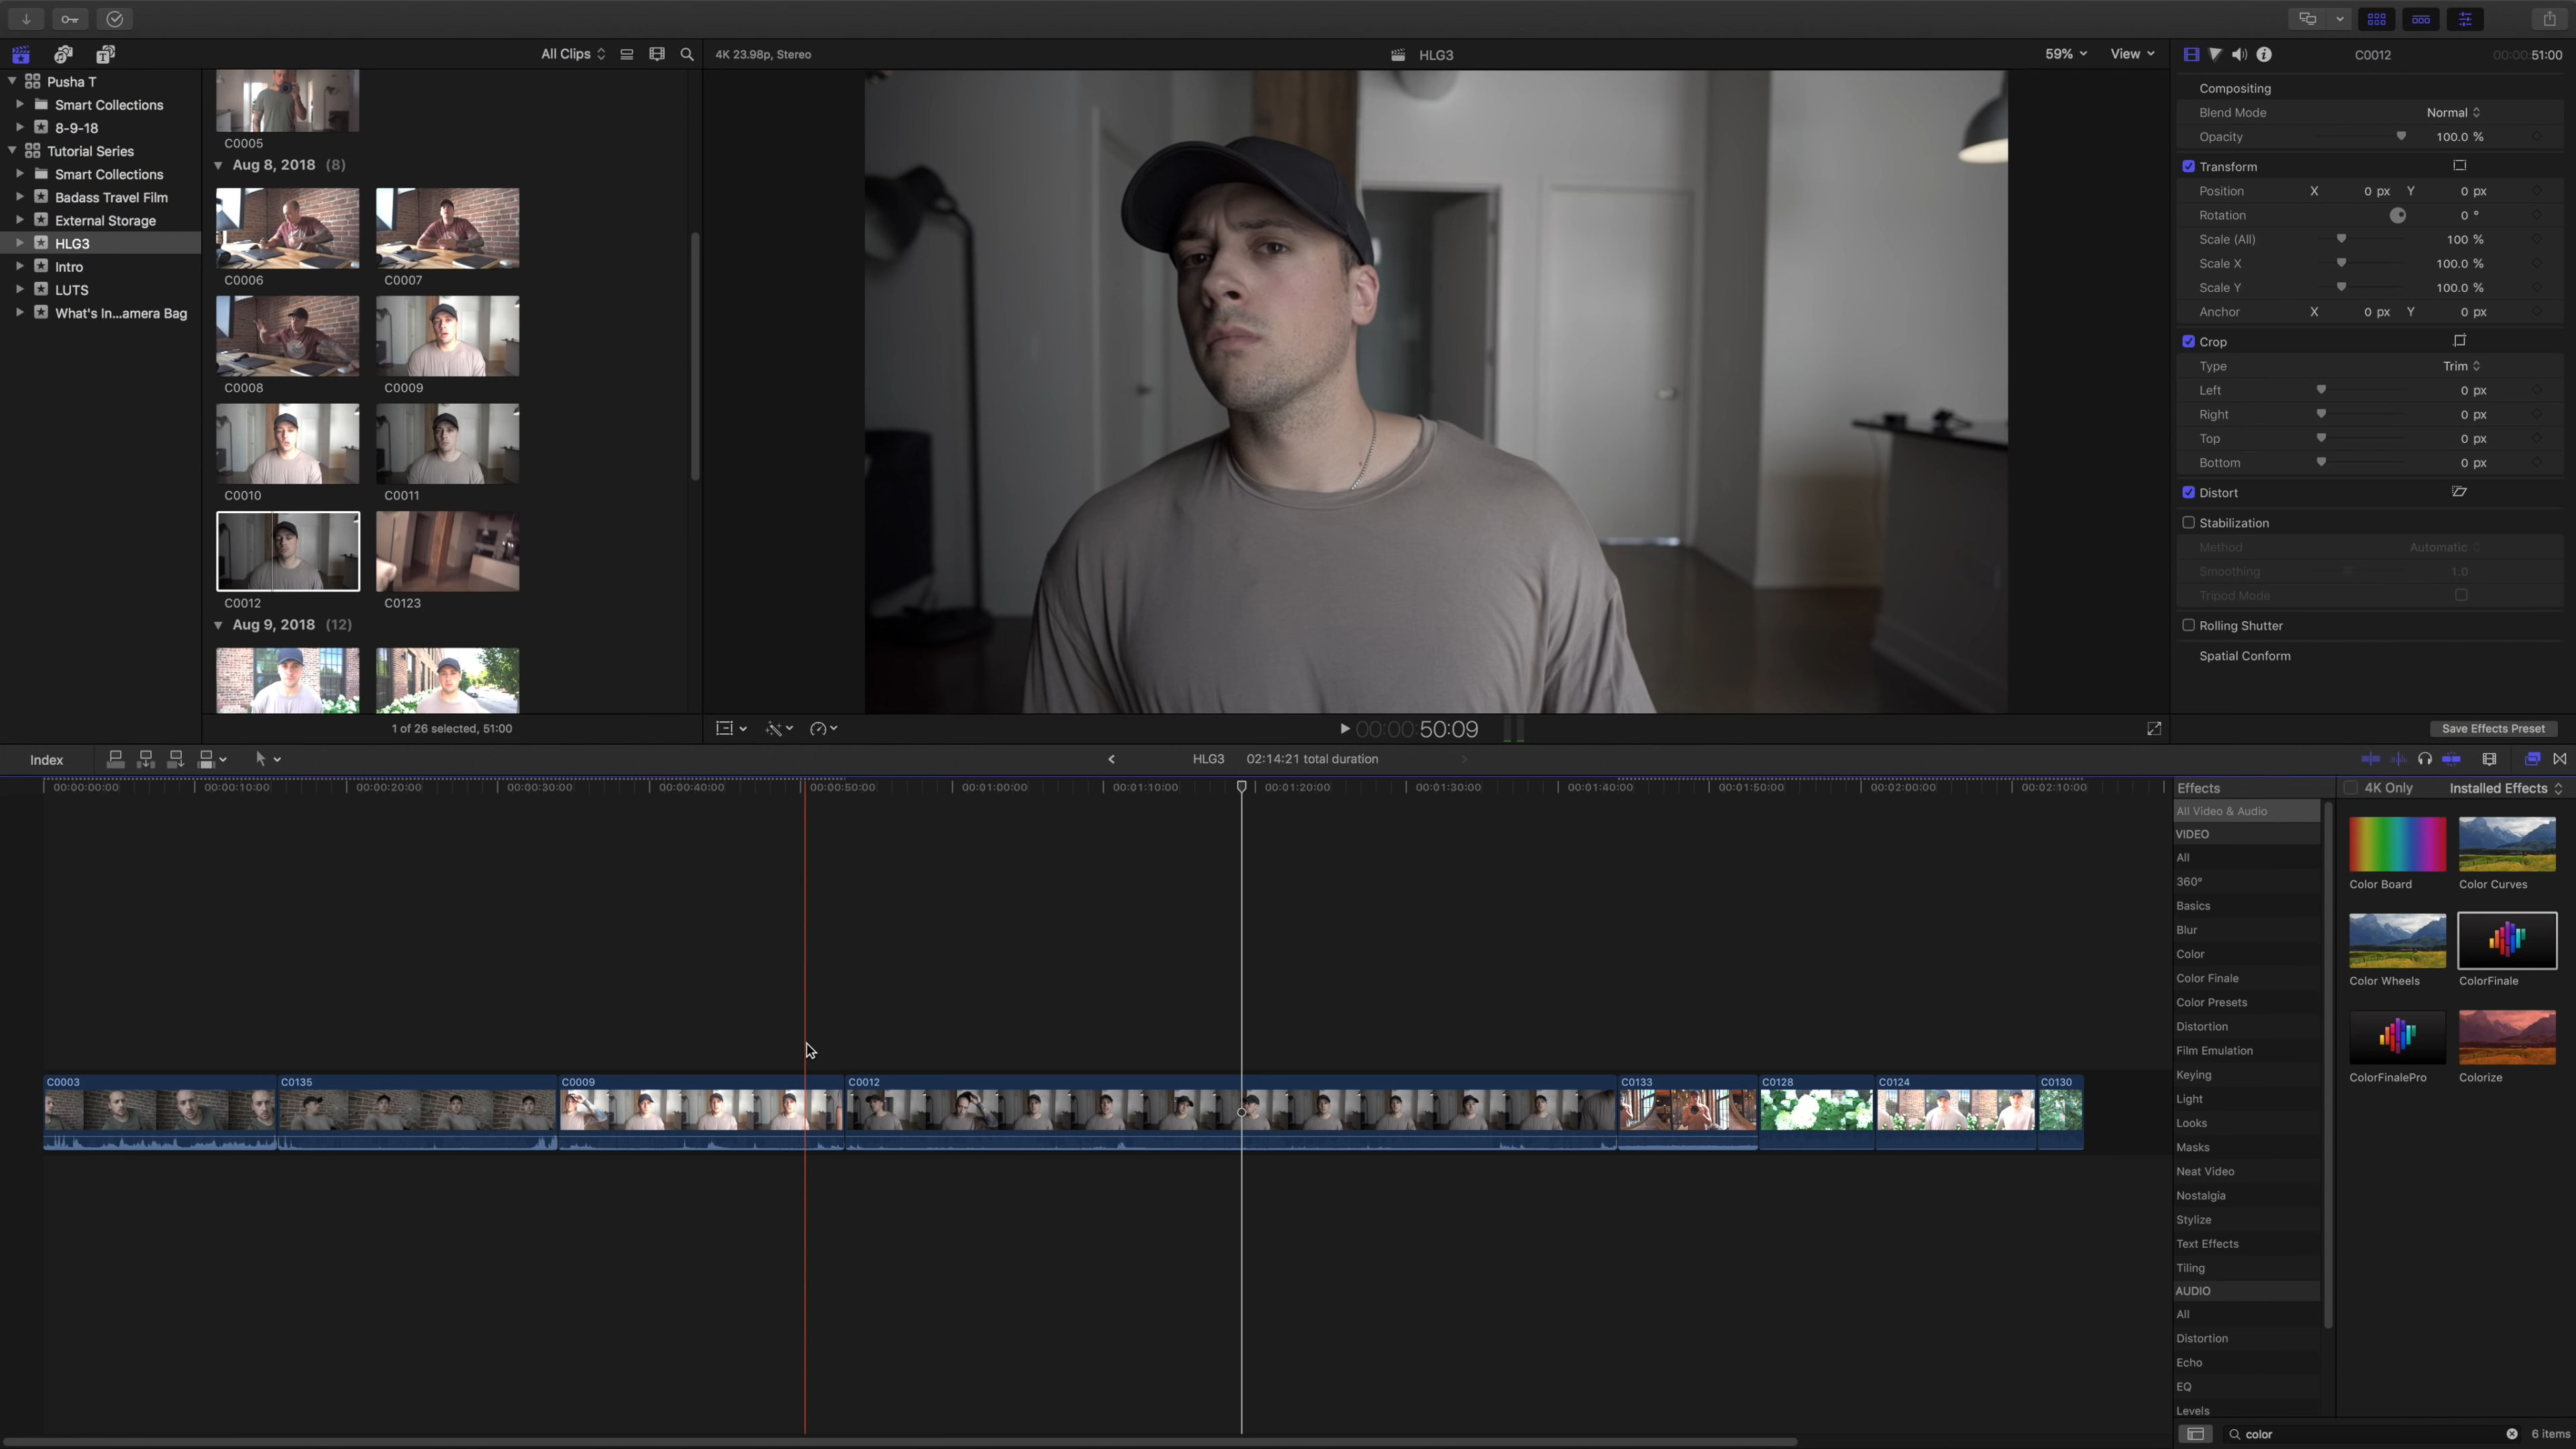 All Clips
4K 23.98p, Stereo
HLG3
59%
View
C0012
00:00:51:00
Pusha T
Smart Collections
8-9-18
Tutorial Series
Smart Collections
Badass Travel Film
External Storage
HLG3
Intro
LUTS
What's In...amera Bag
C0005
Aug 8, 2018 (8)
C0006
C0007
C0008
C0009
C0010
C0011
C0012
C0123
Aug 9, 2018 (12)
1 of 26 selected, 51:00
00:00:50:09
Compositing
Blend Mode Normal
Opacity 100.0 %
Transform
Position X 0 px Y 0 px
Rotation 0 °
Scale (All) 100 %
Scale X 100.0 %
Scale Y 100.0 %
Anchor X 0 px Y 0 px
Crop
Type Trim
Left 0 px
Right 0 px
Top 0 px
Bottom 0 px
Distort
Stabilization
Method Automatic
Smoothing 1.0
Tripod Mode
Rolling Shutter
Spatial Conform
Save Effects Preset
Index
HLG3 02:14:21 total duration
00:00:00:00 00:00:10:00 00:00:20:00 00:00:30:00 00:00:40:00 00:00:50:00 00:01:00:00 00:01:10:00 00:01:20:00 00:01:30:00 00:01:40:00 00:01:50:00 00:02:00:00 00:02:10:00
C0003 C0135 C0009 C0012 C0133 C0128 C0124 C0130
Effects
4K Only
Installed Effects
All Video & Audio
VIDEO
All
360°
Basics
Blur
Color
Color Finale
Color Presets
Distortion
Film Emulation
Keying
Light
Looks
Masks
Neat Video
Nostalgia
Stylize
Text Effects
Tiling
AUDIO
All
Distortion
Echo
EQ
Levels
Color Board
Color Curves
Color Wheels
ColorFinale
ColorFinalePro
Colorize
color
6 items